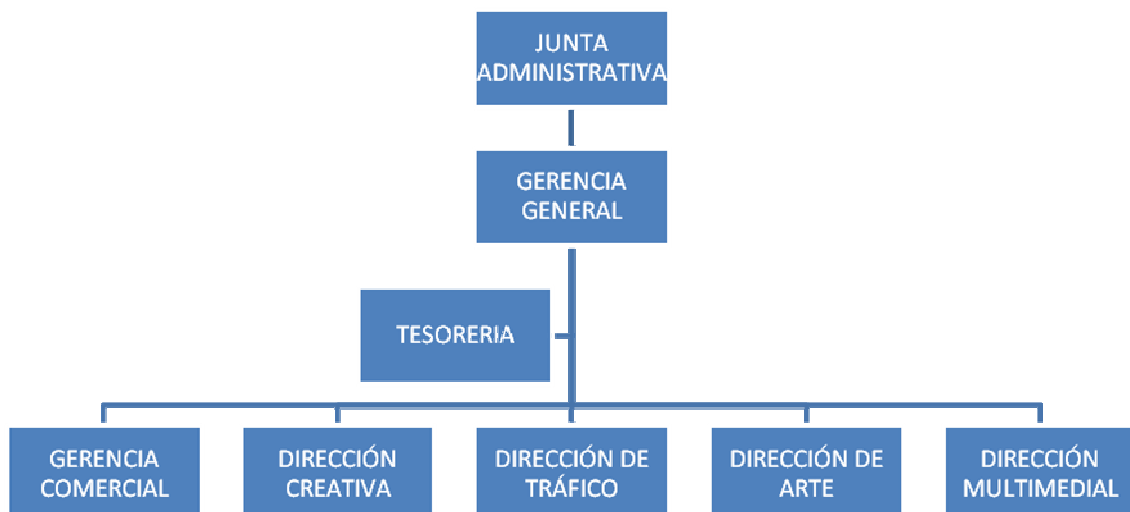 JUNTA
ADMINISTRATIVA
GERENCIA
GENERAL
TESORERIA
GERENCIA
COMERCIAL
DIRECCIÓN
CREATIVA
DIRECCIÓN DE
TRÁFICO
DIRECCIÓN DE
ARTE
DIRECCIÓN
MULTIMEDIAL